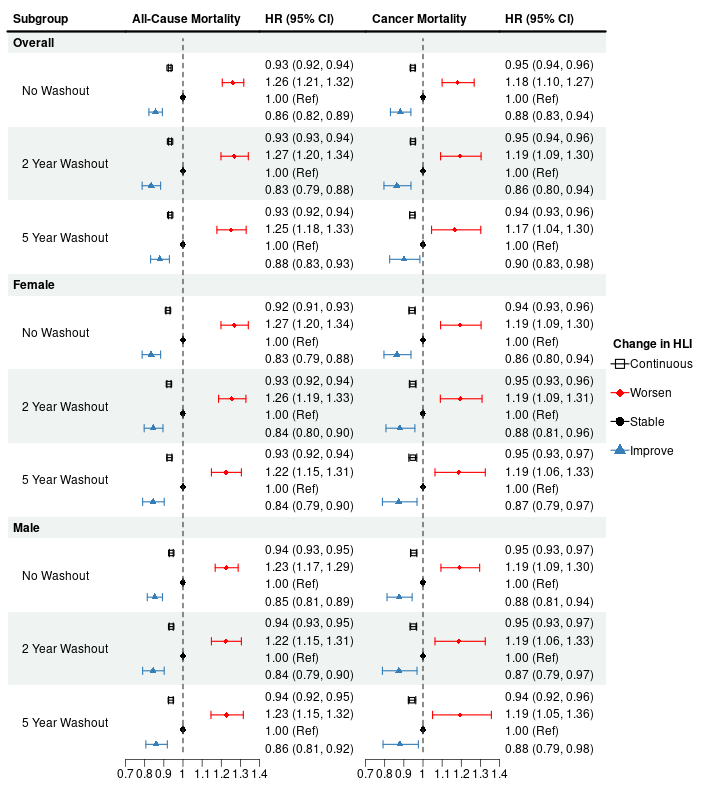 Subgroup All-Cause Mortality HR (95% CI) Cancer Mortality HR (95% CI)
Overall
0.93 (0.92, 0.94) 0.95 (0.94, 0.96)
1.26 (1.21, 1.32) 1.18 (1.10, 1.27)
No Washout
1.00 (Ref) 1.00 (Ref)
0.86 (0.82, 0.89) 0.88 (0.83, 0.94)
0.93 (0.93, 0.94) 0.95 (0.94, 0.96)
1.27 (1.20, 1.34) 1.19 (1.09, 1.30)
2 Year Washout
1.00 (Ref) 1.00 (Ref)
0.83 (0.79, 0.88) 0.86 (0.80, 0.94)
0.93 (0.92, 0.94) 0.94 (0.93, 0.96)
1.25 (1.18, 1.33) 1.17 (1.04, 1.30)
5 Year Washout
1.00 (Ref) 1.00 (Ref)
0.88 (0.83, 0.93) 0.90 (0.83, 0.98)
Female
0.92 (0.91, 0.93) 0.94 (0.93, 0.96)
1.27 (1.20, 1.34) 1.19 (1.09, 1.30)
No Washout
1.00 (Ref) 1.00 (Ref)
0.83 (0.79, 0.88) 0.86 (0.80, 0.94)
0.93 (0.92, 0.94) 0.95 (0.93, 0.96)
1.26 (1.19, 1.33) 1.19 (1.09, 1.31)
2 Year Washout
1.00 (Ref) 1.00 (Ref)
0.84 (0.80, 0.90) 0.88 (0.81, 0.96)
0.93 (0.92, 0.94) 0.95 (0.93, 0.97)
1.22 (1.15, 1.31) 1.19 (1.06, 1.33)
5 Year Washout
1.00 (Ref) 1.00 (Ref)
0.84 (0.79, 0.90) 0.87 (0.79, 0.97)
Male
0.94 (0.93, 0.95) 0.95 (0.93, 0.97)
1.23 (1.17, 1.29) 1.19 (1.09, 1.30)
No Washout
1.00 (Ref) 1.00 (Ref)
0.85 (0.81, 0.89) 0.88 (0.81, 0.94)
0.94 (0.93, 0.95) 0.95 (0.93, 0.97)
1.22 (1.15, 1.31) 1.19 (1.06, 1.33)
2 Year Washout
1.00 (Ref) 1.00 (Ref)
0.84 (0.79, 0.90) 0.87 (0.79, 0.97)
0.94 (0.92, 0.95) 0.94 (0.92, 0.96)
1.23 (1.15, 1.32) 1.19 (1.05, 1.36)
5 Year Washout
1.00 (Ref) 1.00 (Ref)
0.86 (0.81, 0.92) 0.88 (0.79, 0.98)
0.7 0.8 0.9 1 1.1 1.2 1.3 1.4 0.7 0.8 0.9 1 1.1 1.2 1.3 1.4
Change in HLI
Continuous
Worsen
Stable
Improve